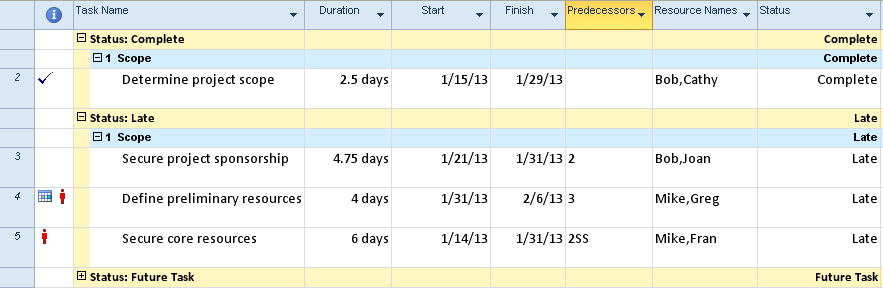 Task Name Duration Start Finish Predecessors Resource Names Status
Status: Complete Complete
1 Scope Complete
2 Determine project scope 2.5 days 1/15/13 1/29/13 Bob,Cathy Complete
Status: Late Late
1 Scope Late
3 Secure project sponsorship 4.75 days 1/21/13 1/31/13 2 Bob,Joan Late
4 Define preliminary resources 4 days 1/31/13 2/6/13 3 Mike,Greg Late
5 Secure core resources 6 days 1/14/13 1/31/13 2SS Mike,Fran Late
Status: Future Task Future Task